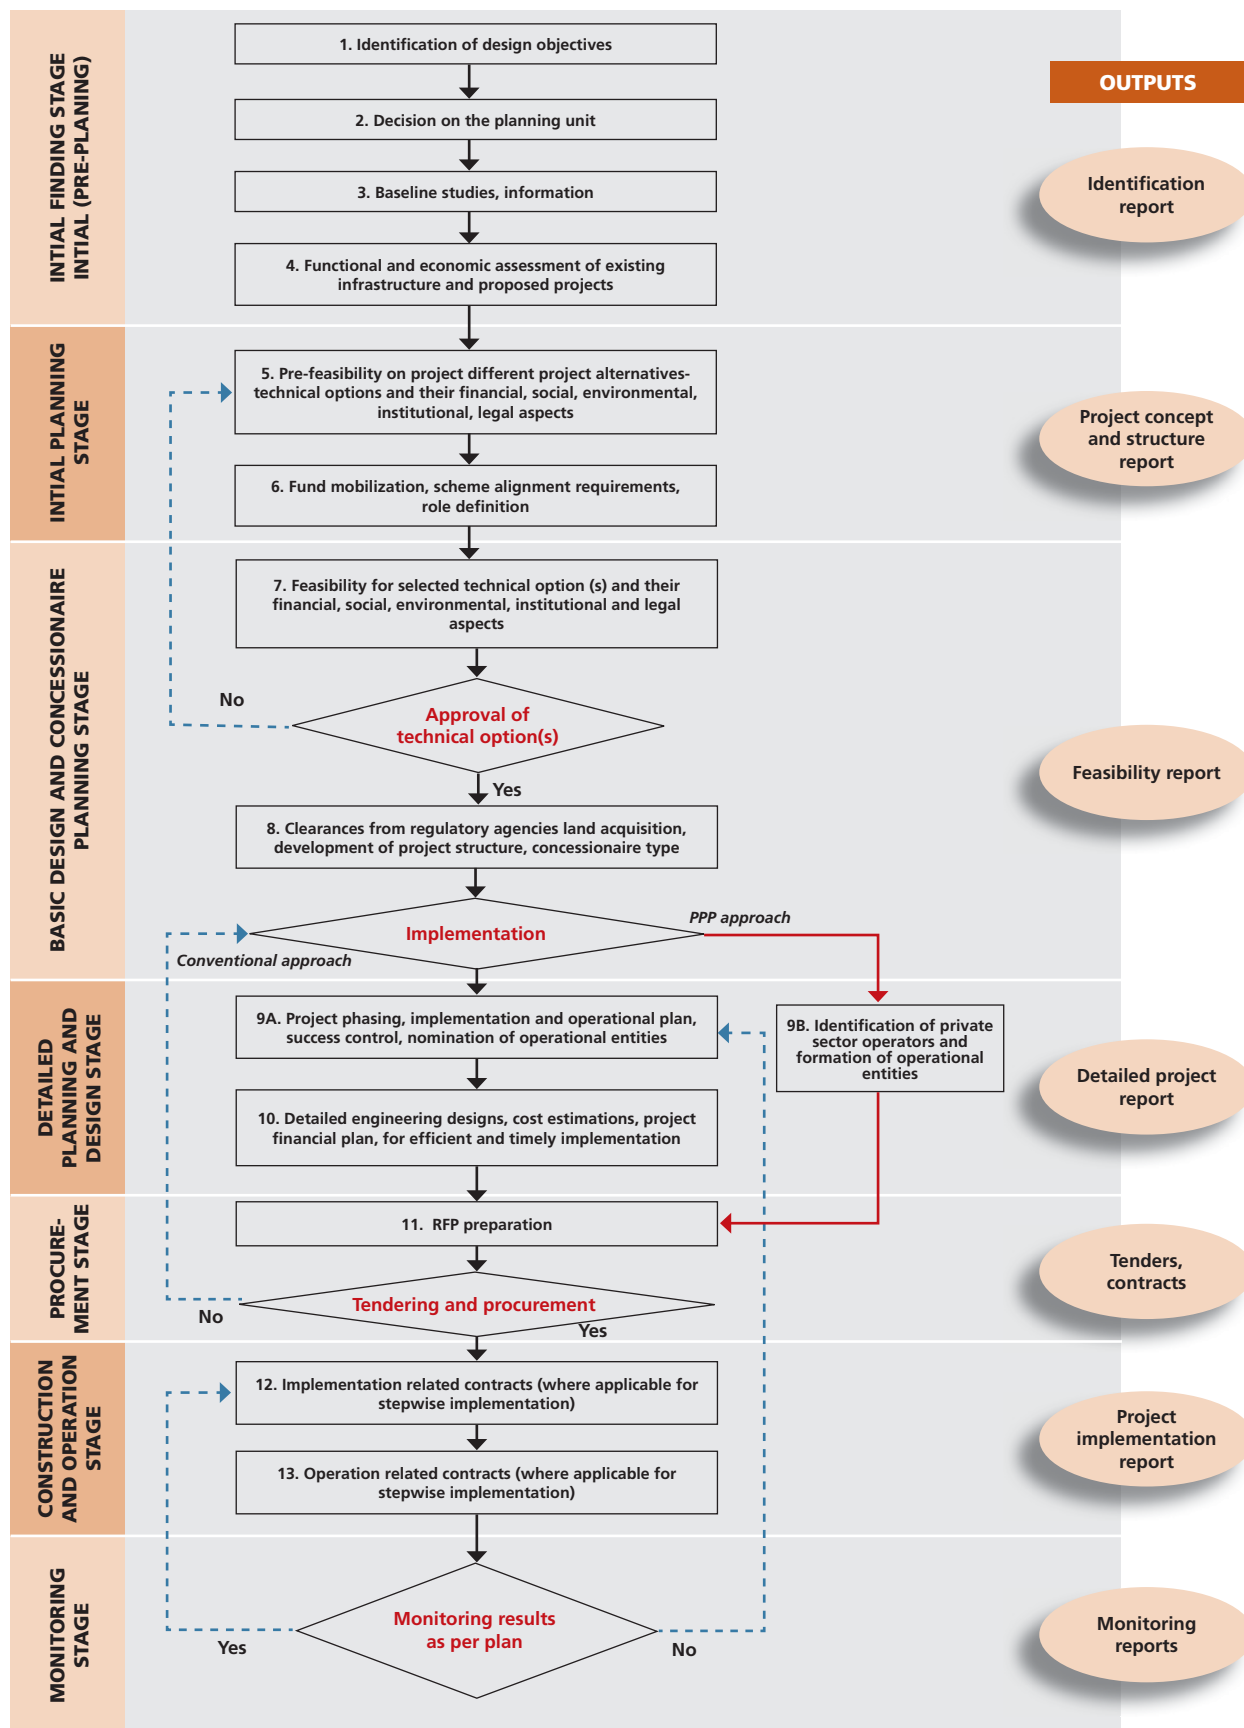 INTIAL FINDING STAGE
INTIAL (PRE-PLANING)
1. Identification of design objectives
2. Decision on the planning unit
3. Baseline studies, information
4. Functional and economic assessment of existing
infrastructure and proposed projects
OUTPUTS
Identification
report
INTIAL PLANNING
STAGE
5. Pre-feasibility on project different project alternatives-
technical options and their financial, social, environmental,
institutional, legal aspects
6. Fund mobilization, scheme alignment requirements,
role definition
Project concept
and structure
report
BASIC DESIGN AND CONCESSIONAIRE
PLANNING STAGE
7. Feasibility for selected technical option (s) and their
financial, social, environmental, institutional and legal
aspects
No
Approval of
technical option(s)
Yes
8. Clearances from regulatory agencies land acquisition,
development of project structure, concessionaire type
PPP approach
Implementation
Conventional approach
Feasibility report
DETAILED
PLANNING AND
DESIGN STAGE
9A. Project phasing, implementation and operational plan,
success control, nomination of operational entities
9B. Identification of private
sector operators and
formation of operational
entities
10. Detailed engineering designs, cost estimations, project
financial plan, for efficient and timely implementation
Detailed project
report
PROCURE-
MENT STAGE
11. RFP preparation
Tendering and procurement
No
Yes
Tenders,
contracts
CONSTRUCTION
AND OPERATION
STAGE
12. Implementation related contracts (where applicable for
stepwise implementation)
13. Operation related contracts (where applicable for
stepwise implementation)
Project
implementation
report
MONITORING
STAGE
Monitoring results
as per plan
Yes
No
Monitoring
reports